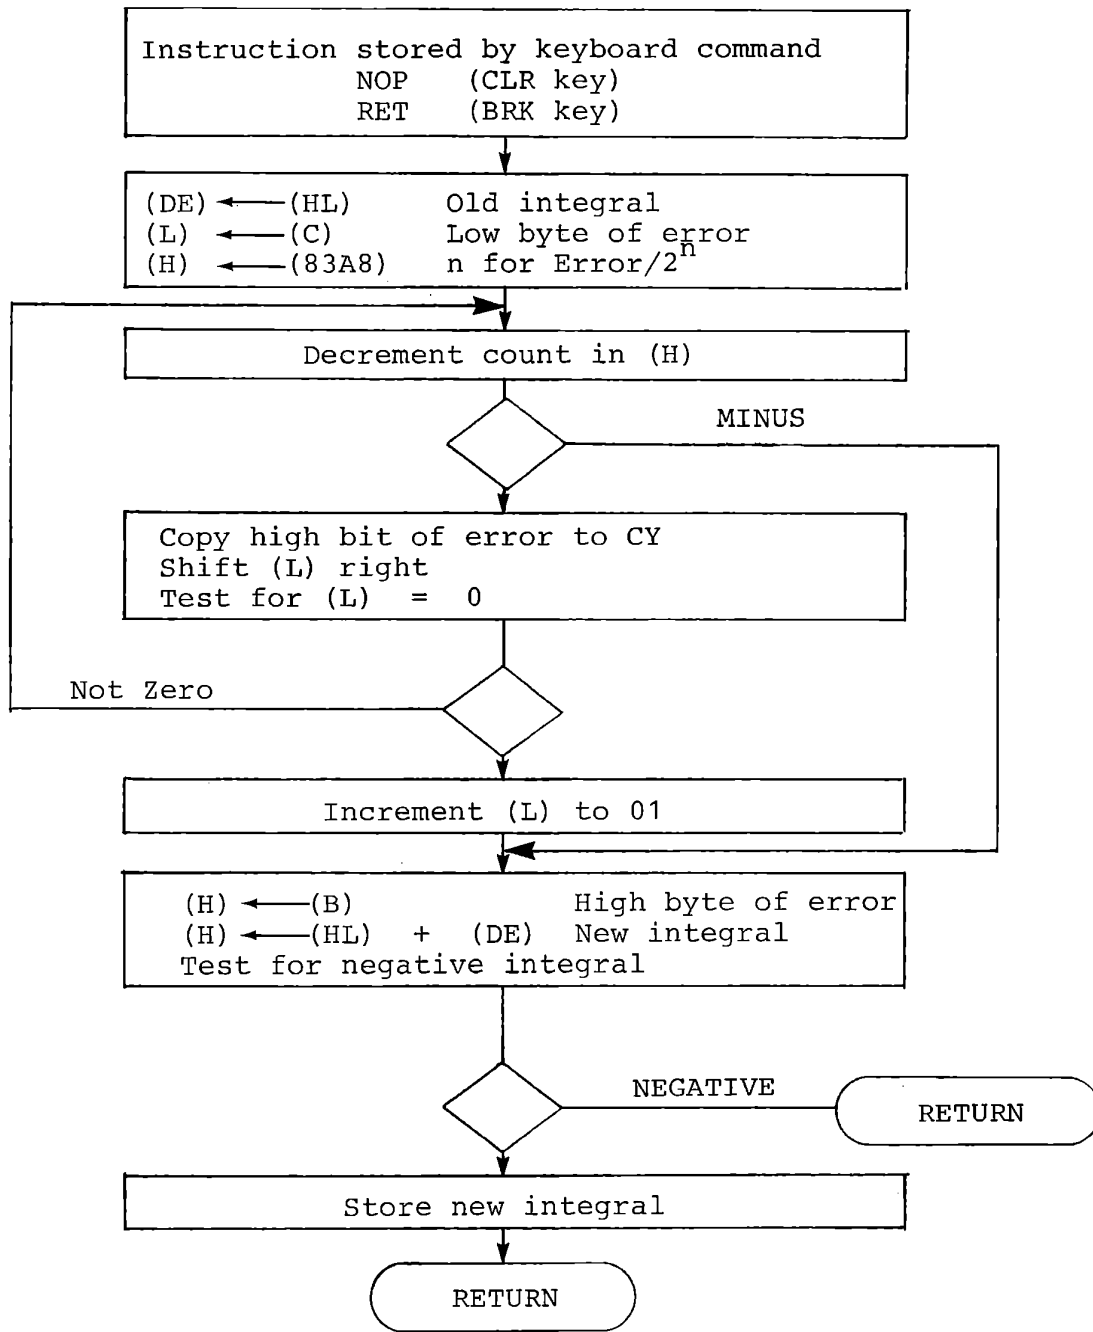 Instruction stored by keyboard command
NOP (CLR key)
RET (BRK key)
(DE) ← (HL) Old integral
(L) ← (C) Low byte of error
(H) ← (83A8) n for Error/2^n
Decrement count in (H)
MINUS
Copy high bit of error to CY
Shift (L) right
Test for (L) = 0
Not Zero
Increment (L) to 01
(H) ← (B) High byte of error
(H) ← (HL) + (DE) New integral
Test for negative integral
NEGATIVE
RETURN
Store new integral
RETURN